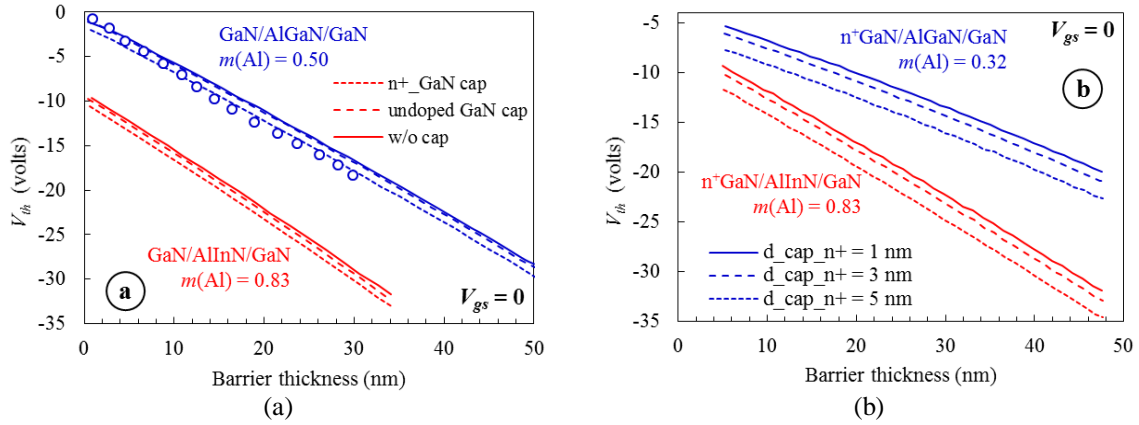 0
-5
-10
-15
-20
-25
-30
-35
V_th (volts)
GaN/AlGaN/GaN
m(Al) = 0.50
n+_GaN cap
undoped GaN cap
w/o cap
GaN/AlInN/GaN
m(Al) = 0.83
a
V_gs = 0
0 10 20 30 40 50
Barrier thickness (nm)
(a)
-5
-10
-15
-20
-25
-30
-35
V_th (volts)
V_gs = 0
n⁺GaN/AlGaN/GaN
m(Al) = 0.32
b
n⁺GaN/AlInN/GaN
m(Al) = 0.83
d_cap_n+ = 1 nm
d_cap_n+ = 3 nm
d_cap_n+ = 5 nm
0 10 20 30 40 50
Barrier thickness (nm)
(b)